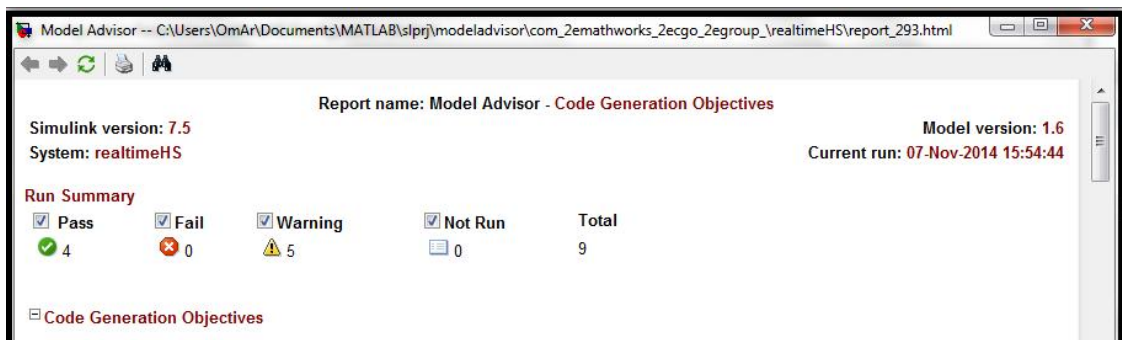 Model Advisor -- C:\Users\OmAr\Documents\MATLAB\slprj\modeladvisor\com_2emathworks_2ecgo_2egroup_\realtimeHS\report_293.html
Report name: Model Advisor - Code Generation Objectives
Simulink version: 7.5 Model version: 1.6
System: realtimeHS Current run: 07-Nov-2014 15:54:44
Run Summary
Pass Fail Warning Not Run Total
4 0 5 0 9
Code Generation Objectives